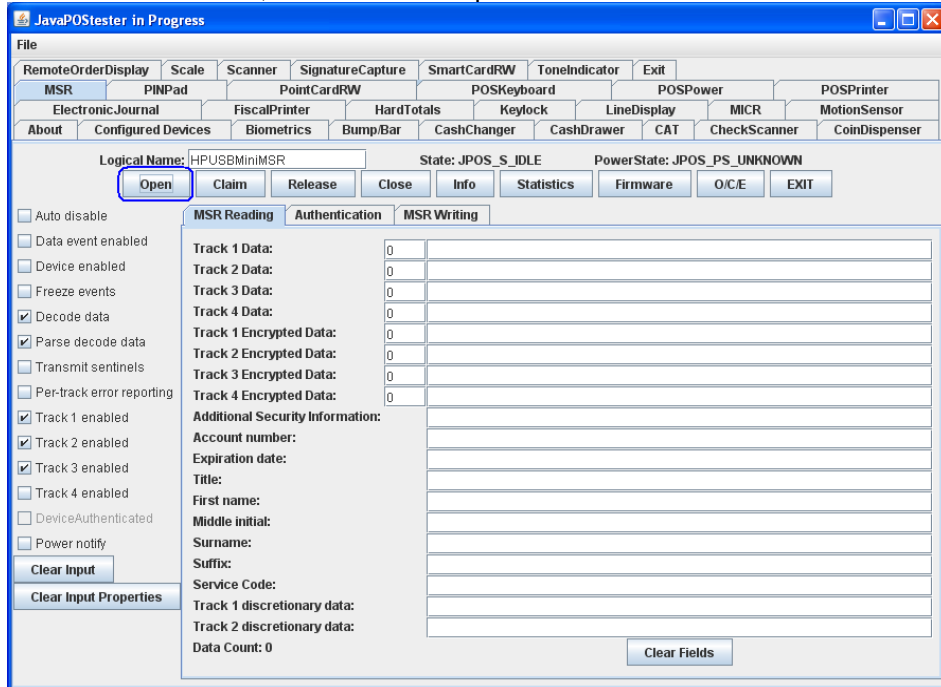 JavaPOStester in Progress
File
RemoteOrderDisplay Scale Scanner SignatureCapture SmartCardRW ToneIndicator Exit
MSR PINPad PointCardRW POSKeyboard POSPower POSPrinter
ElectronicJournal FiscalPrinter HardTotals Keylock LineDisplay MICR MotionSensor
About Configured Devices Biometrics Bump/Bar CashChanger CashDrawer CAT CheckScanner CoinDispenser
Logical Name: HPUSBMiniMSR State: JPOS_S_IDLE PowerState: JPOS_PS_UNKNOWN
Open Claim Release Close Info Statistics Firmware O/C/E EXIT
Auto disable
Data event enabled
Device enabled
Freeze events
Decode data
Parse decode data
Transmit sentinels
Per-track error reporting
Track 1 enabled
Track 2 enabled
Track 3 enabled
Track 4 enabled
DeviceAuthenticated
Power notify
Clear Input
Clear Input Properties
MSR Reading Authentication MSR Writing
Track 1 Data: 0
Track 2 Data: 0
Track 3 Data: 0
Track 4 Data: 0
Track 1 Encrypted Data: 0
Track 2 Encrypted Data: 0
Track 3 Encrypted Data: 0
Track 4 Encrypted Data: 0
Additional Security Information:
Account number:
Expiration date:
Title:
First name:
Middle initial:
Surname:
Suffix:
Service Code:
Track 1 discretionary data:
Track 2 discretionary data:
Data Count: 0
Clear Fields